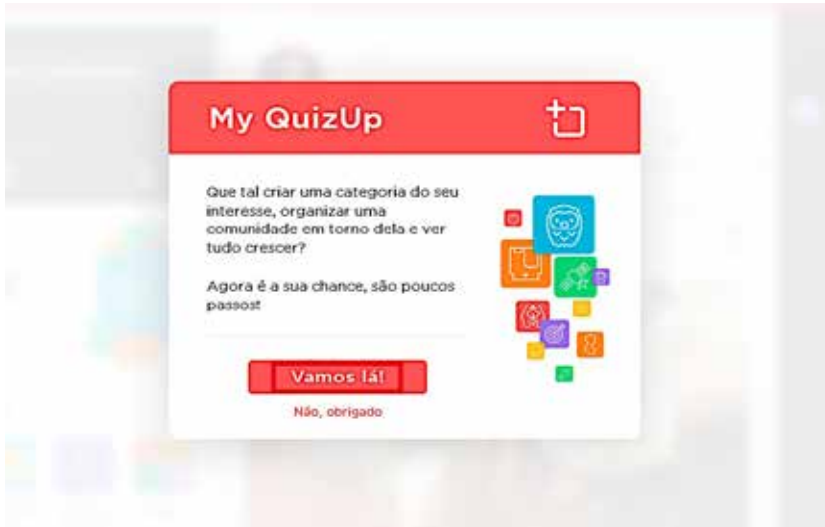 My QuizUp
Que tal criar uma categoria do seu
interesse, organizar uma
comunidade em torno dela e ver
tudo crescer?
Agora é a sua chance, são poucos
passos!
Vamos lá!
Não, obrigado